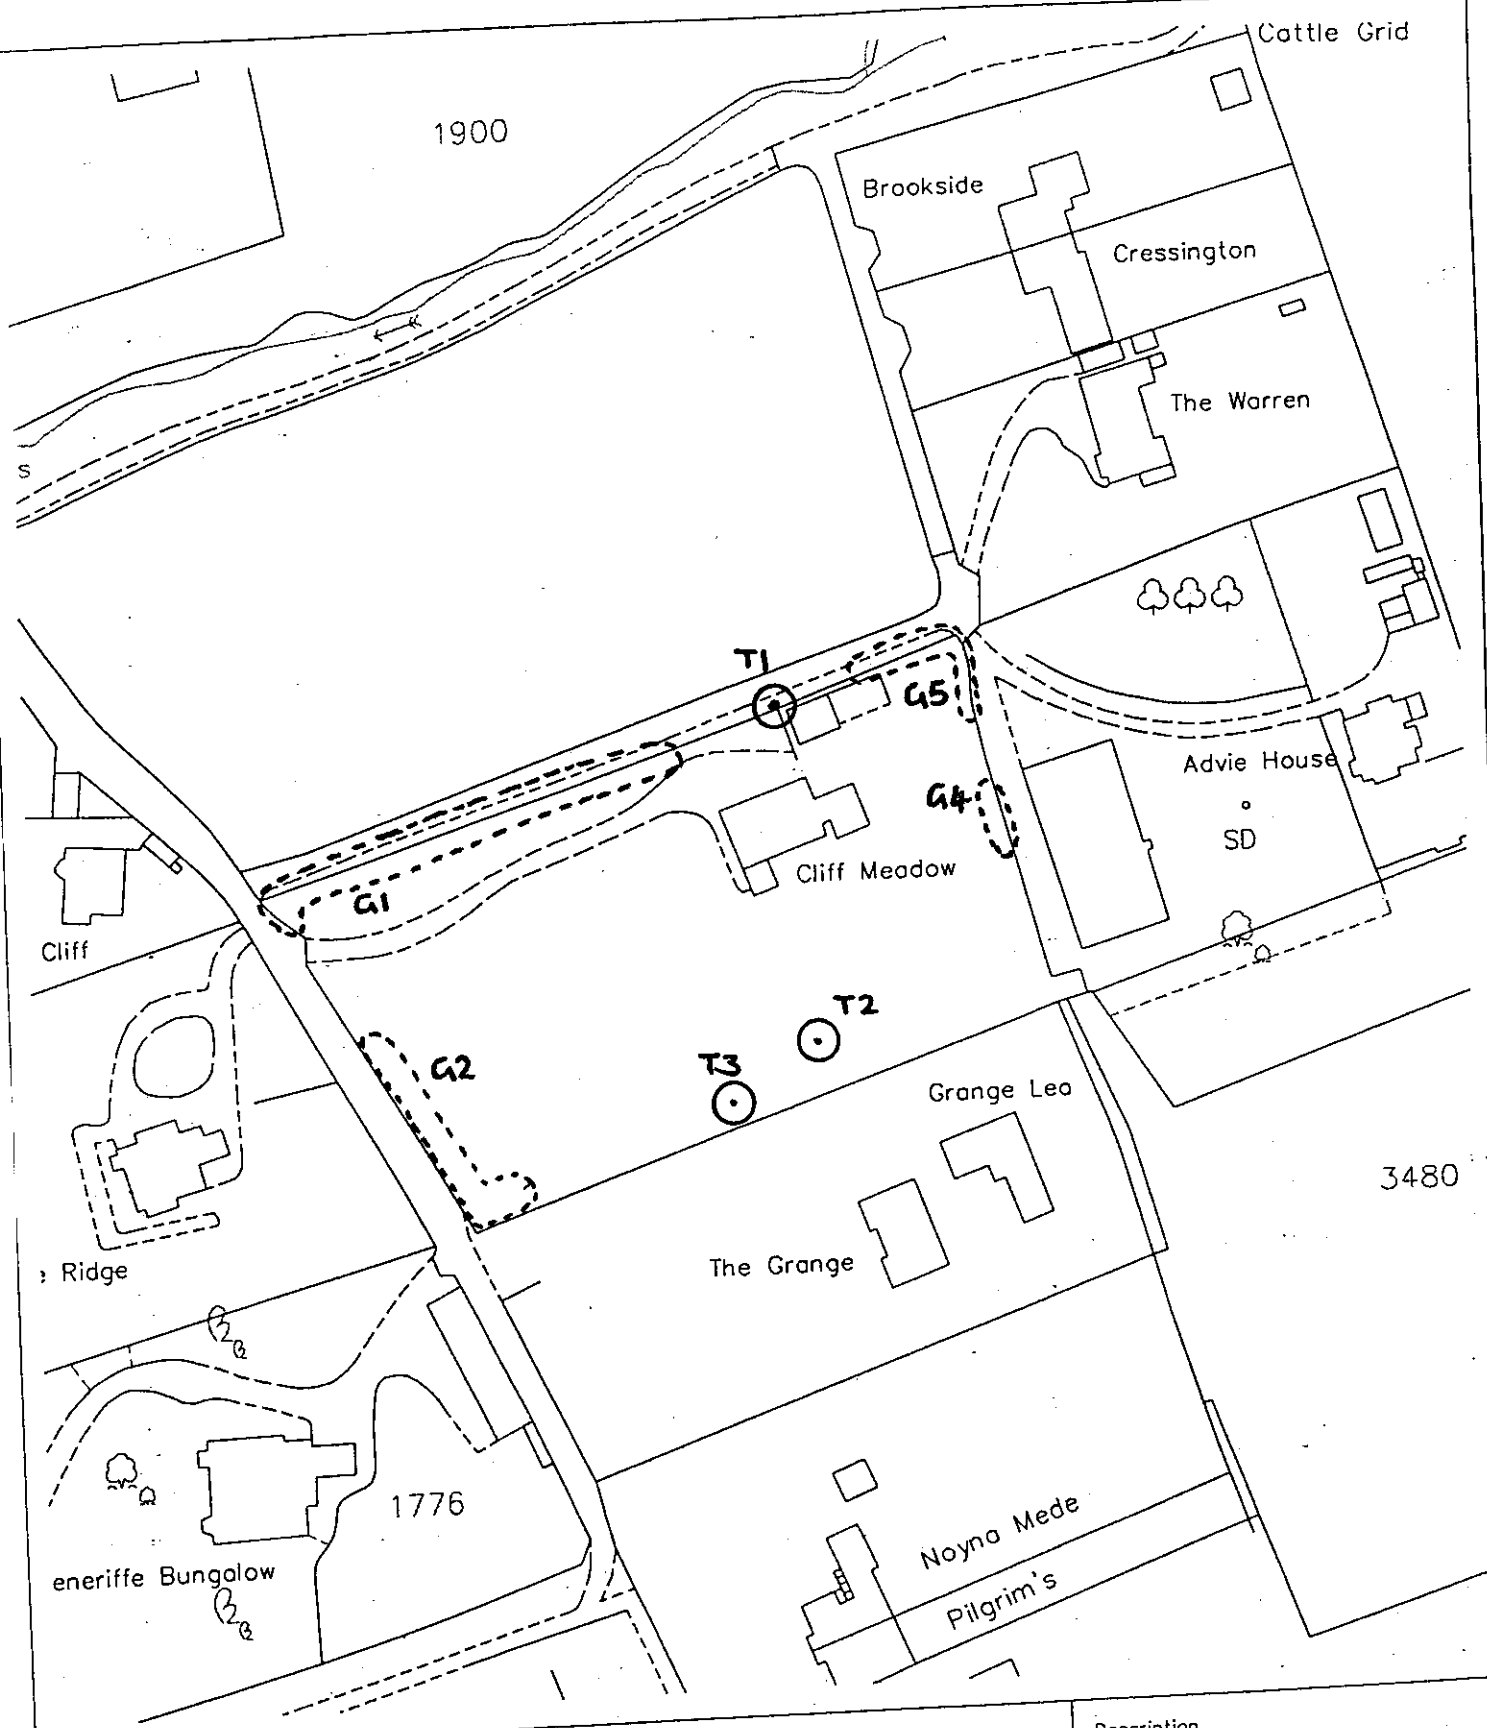 Cattle Grid
1900
Brookside
Cressington
The Warren
s
T1
G5
Advie House
G4
SD
Cliff Meadow
G1
Cliff
T2
G2
T3
Grange Lea
3480
The Grange
Ridge
1776
Noyna Mede
eneriffe Bungalow
Pilgrim's